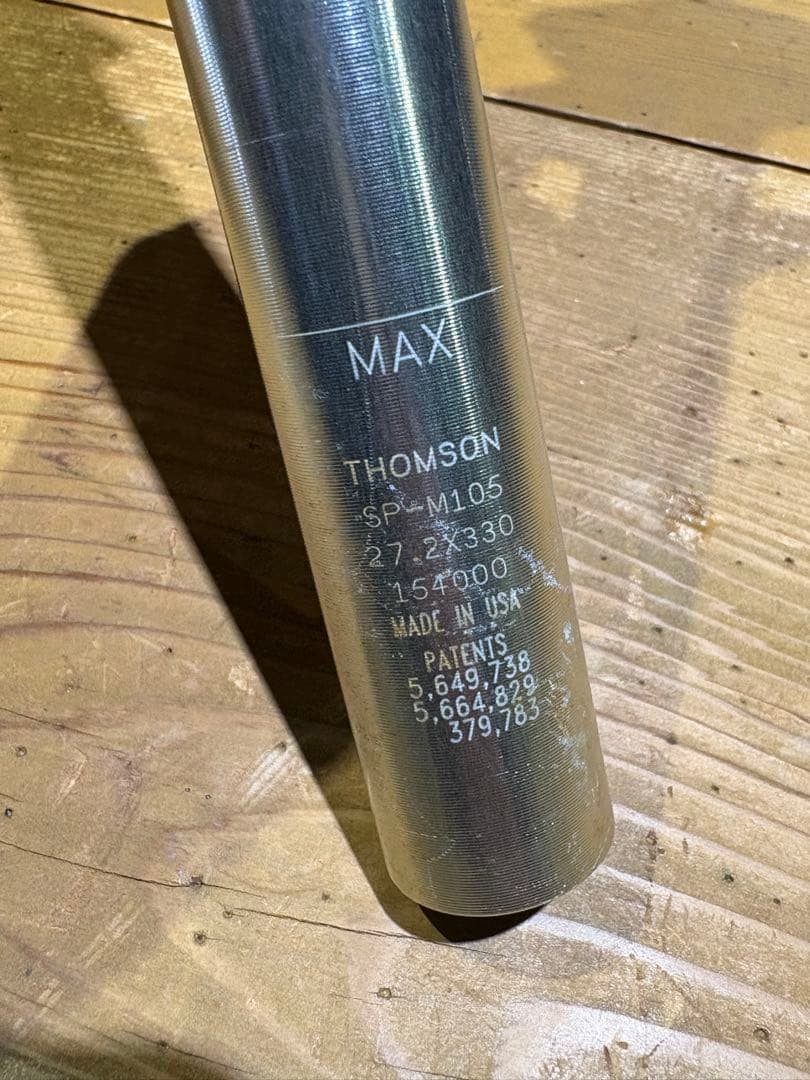 MAX
THOMSON
SP-M105
27.2X330
154000
MADE IN USA
PATENTS
5,649,738
5,664,829
379,783